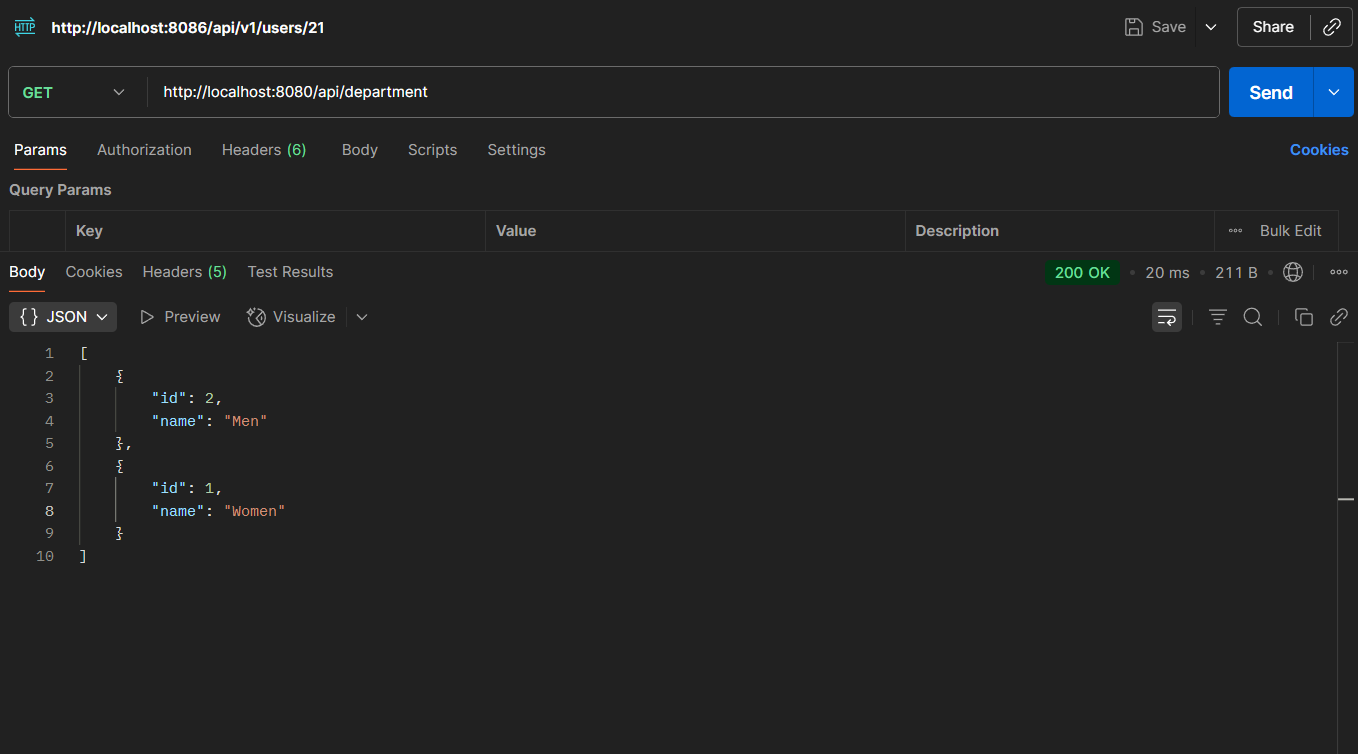 HTTP http://localhost:8086/api/v1/users/21 Save Share
GET http://localhost:8080/api/department Send
Params Authorization Headers (6) Body Scripts Settings Cookies
Query Params
Key Value Description Bulk Edit
Body Cookies Headers (5) Test Results 200 OK 20 ms 211 B
{} JSON Preview Visualize
1 [
2 {
3 "id": 2,
4 "name": "Men"
5 },
6 {
7 "id": 1,
8 "name": "Women"
9 }
10 ]